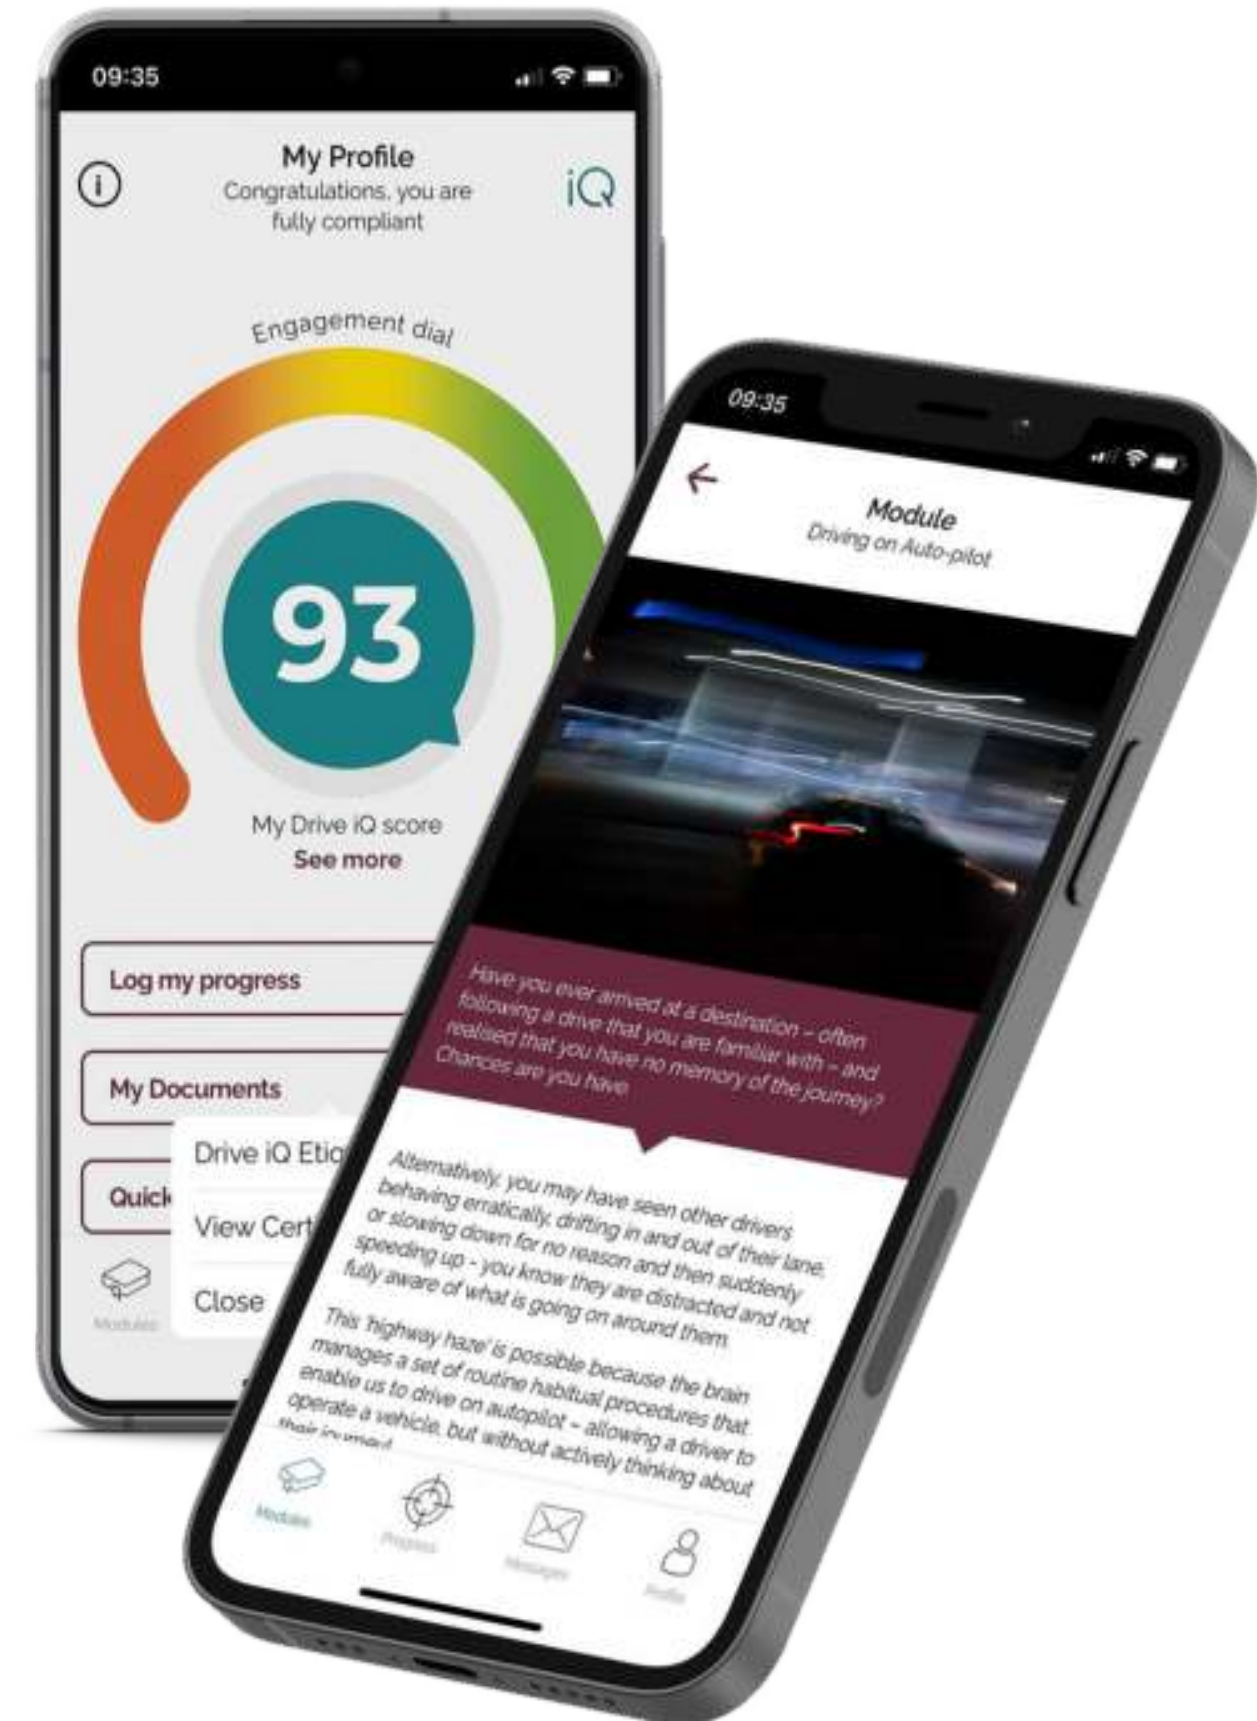 09:35
My Profile
Congratulations, you are
fully compliant
iQ
Engagement dial
93
My Drive iQ score
See more
Log my progress
My Documents
Drive iQ
View
Close
Modules
09:35
Module
Driving on Auto-pilot
Have you ever arrived at a destination – often
following a drive that you are familiar with – and
realised that you have no memory of the journey?
Chances are you have
Alternatively, you may have seen other drivers
behaving erratically, drifting in and out of their lane,
or slowing down for no reason and then suddenly
speeding up - you know they are distracted and not
fully aware of what is going on around them.
This 'highway haze' is possible because the brain
manages a set of routine habitual procedures that
enable us to drive on autopilot – allowing a driver to
operate a vehicle, but without actively thinking about
their journey!
Modules
Progress
Messages
Profile